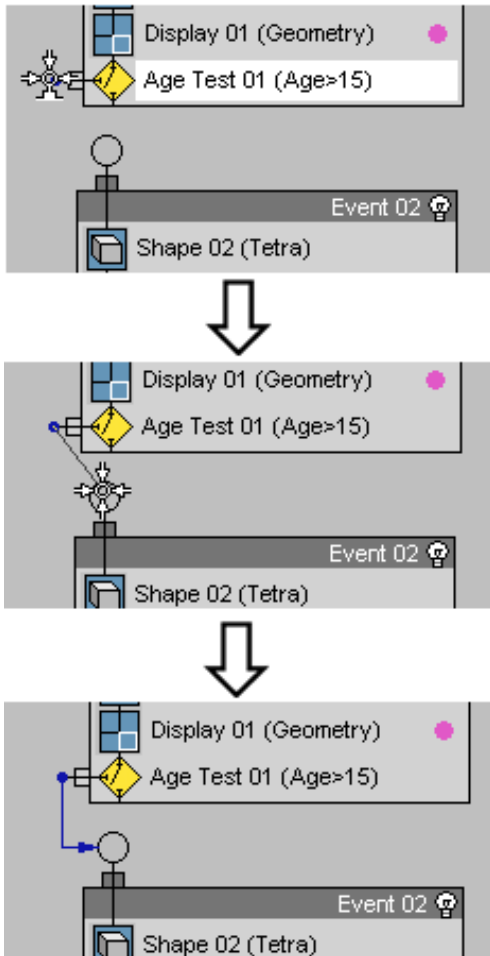 Display 01 (Geometry)
Age Test 01 (Age>15)
Event 02
Shape 02 (Tetra)
Display 01 (Geometry)
Age Test 01 (Age>15)
Event 02
Shape 02 (Tetra)
Display 01 (Geometry)
Age Test 01 (Age>15)
Event 02
Shape 02 (Tetra)